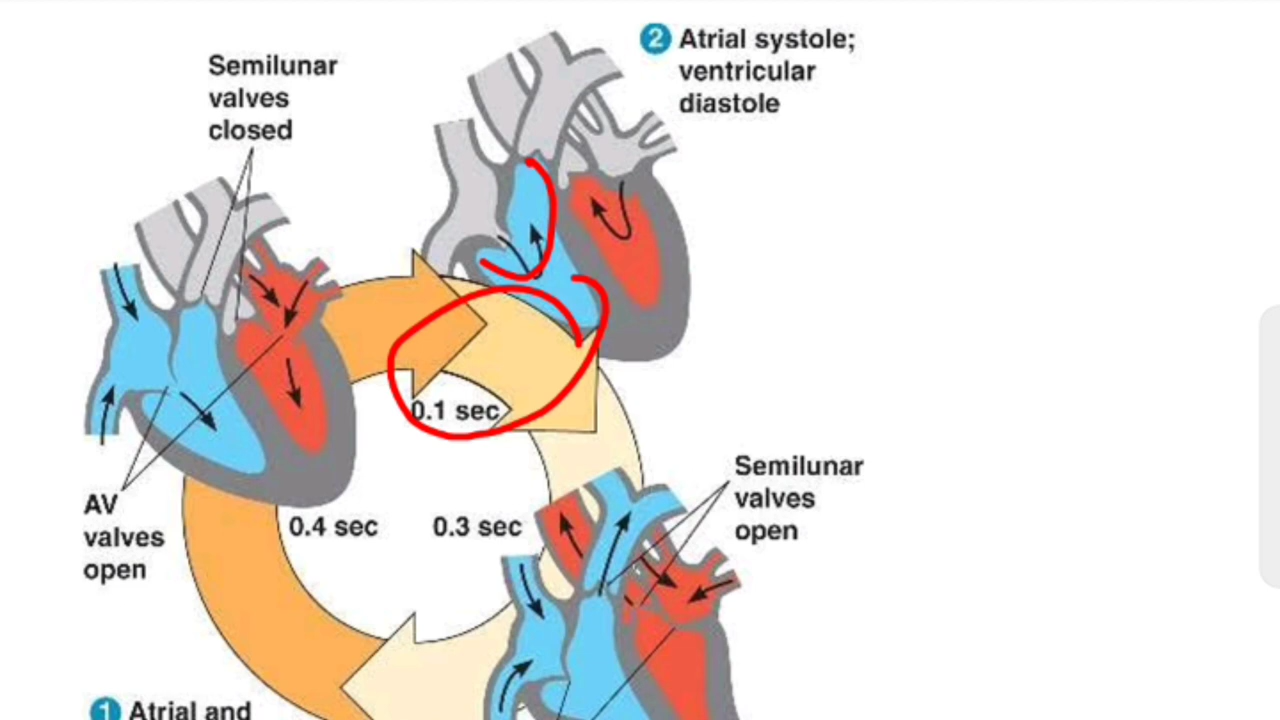 2 Atrial systole;
ventricular
diastole
Semilunar
valves
closed
0.1 sec
AV
valves
open
0.4 sec
0.3 sec
Semilunar
valves
open
1 Atrial and